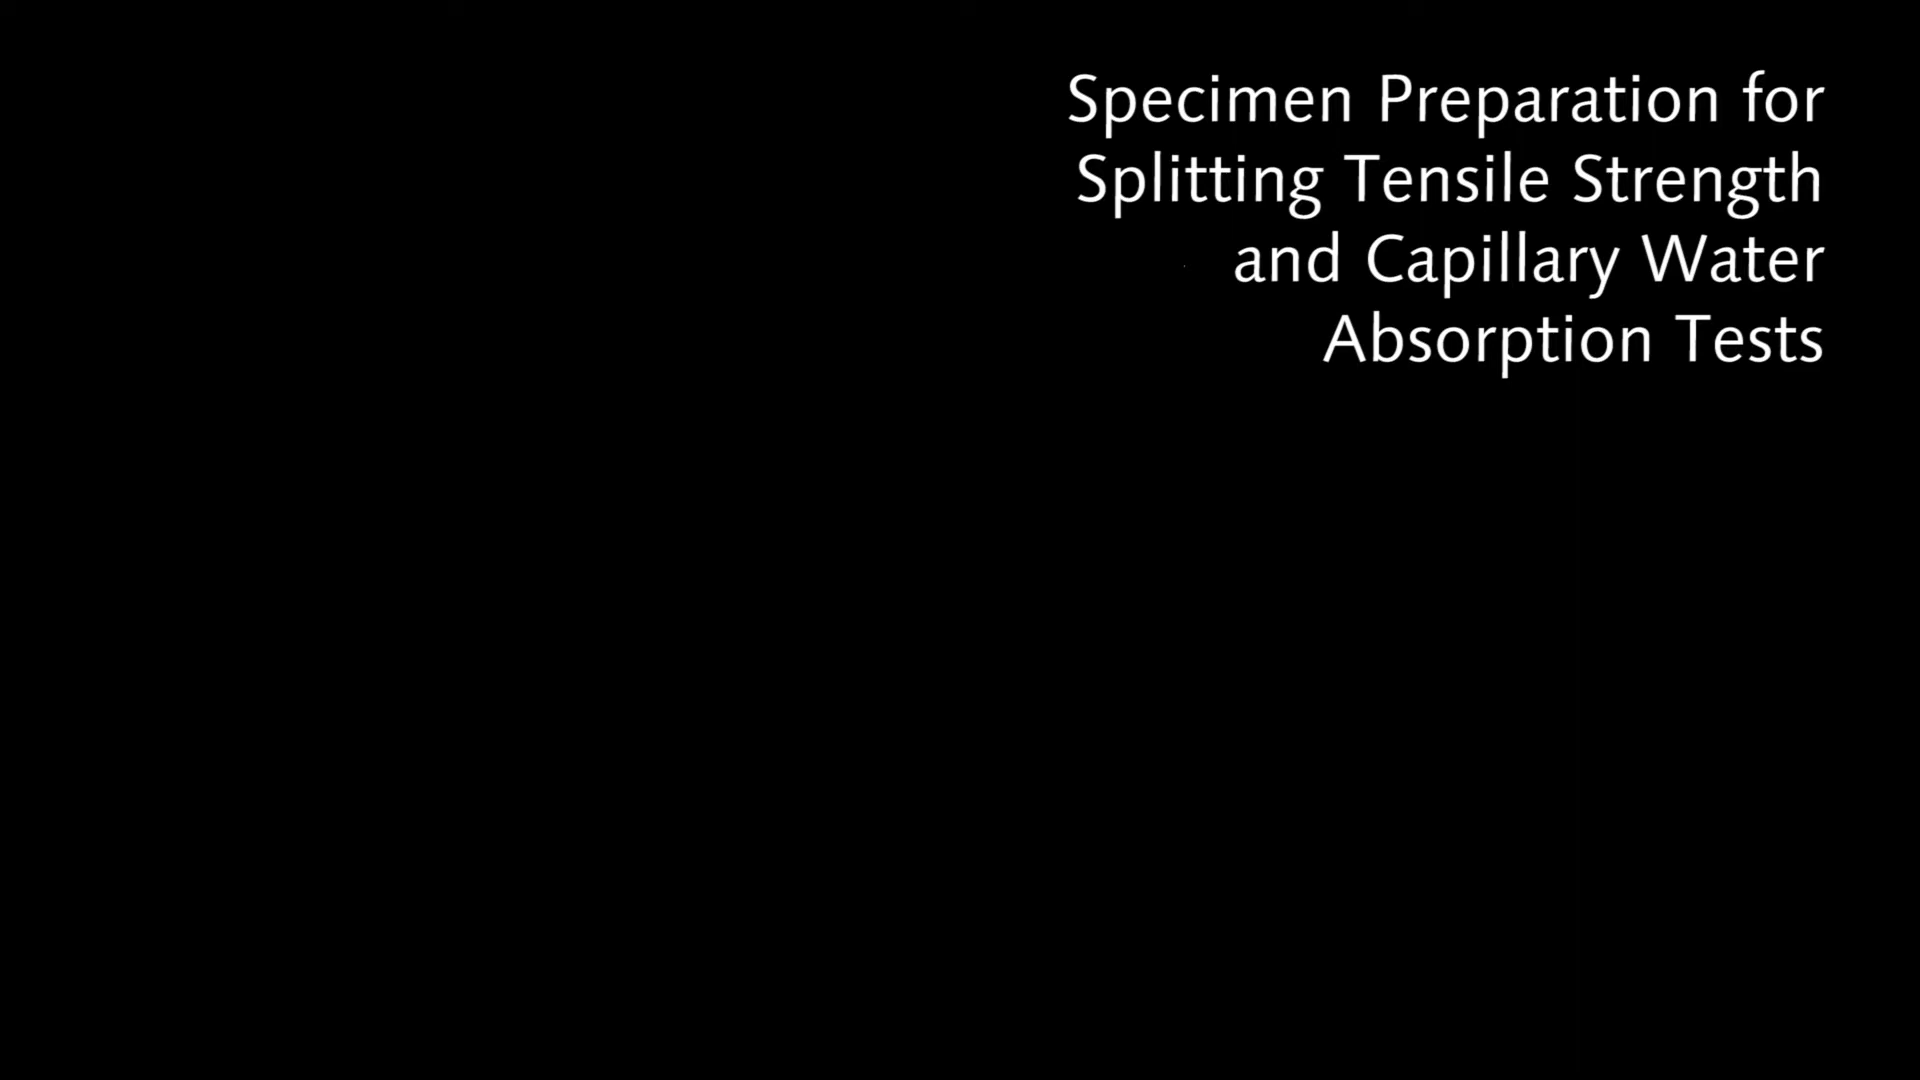 Specimen Preparation for
Splitting Tensile Strength
and Capillary Water
Absorption Tests